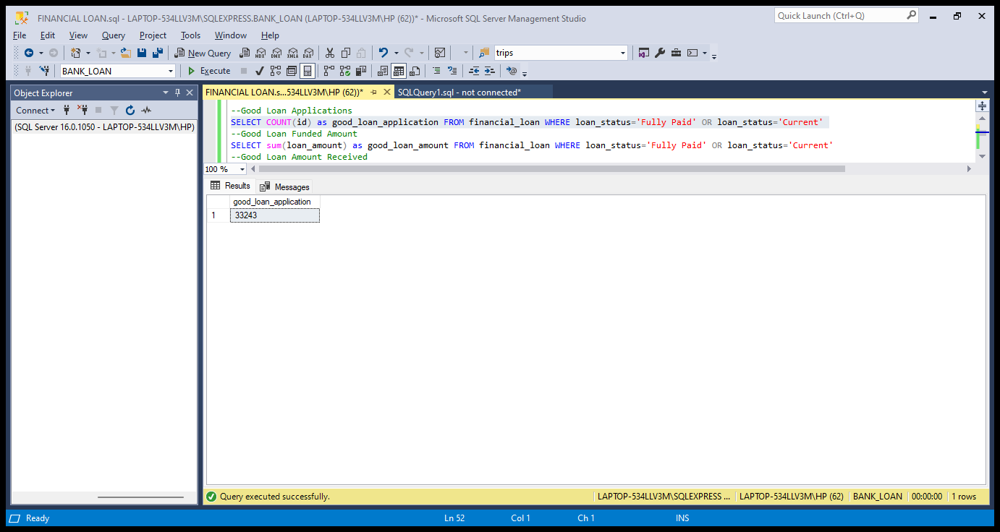 FINANCIAL LOAN.sql - LAPTOP-534LLV3M\SQLEXPRESS.BANK_LOAN (LAPTOP-534LLV3M\HP (62))* - Microsoft SQL Server Management Studio
Quick Launch (Ctrl+Q)
File Edit View Query Project Tools Window Help
New Query MDX DMX XMLA DAX trips
BANK_LOAN Execute
Object Explorer
FINANCIAL LOAN.s...534LLV3M\HP (62))* SQLQuery1.sql - not connected*
Connect
(SQL Server 16.0.1050 - LAPTOP-534LLV3M\HP)
--Good Loan Applications
SELECT COUNT(id) as good_loan_application FROM financial_loan WHERE loan_status='Fully Paid' OR loan_status='Current'
--Good Loan Funded Amount
SELECT sum(loan_amount) as good_loan_amount FROM financial_loan WHERE loan_status='Fully Paid' OR loan_status='Current'
--Good Loan Amount Received
100 %
Results Messages
good_loan_application
1 33243
Query executed successfully. LAPTOP-534LLV3M\SQLEXPRESS ... LAPTOP-534LLV3M\HP (62) BANK_LOAN 00:00:00 1 rows
Ready Ln 52 Col 1 Ch 1 INS